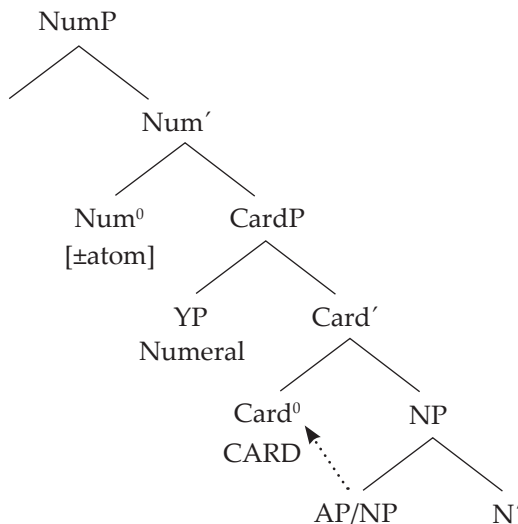 NumP
Num′
Num⁰ CardP
[±atom]
YP Card′
Numeral
Card⁰ NP
CARD
AP/NP N′